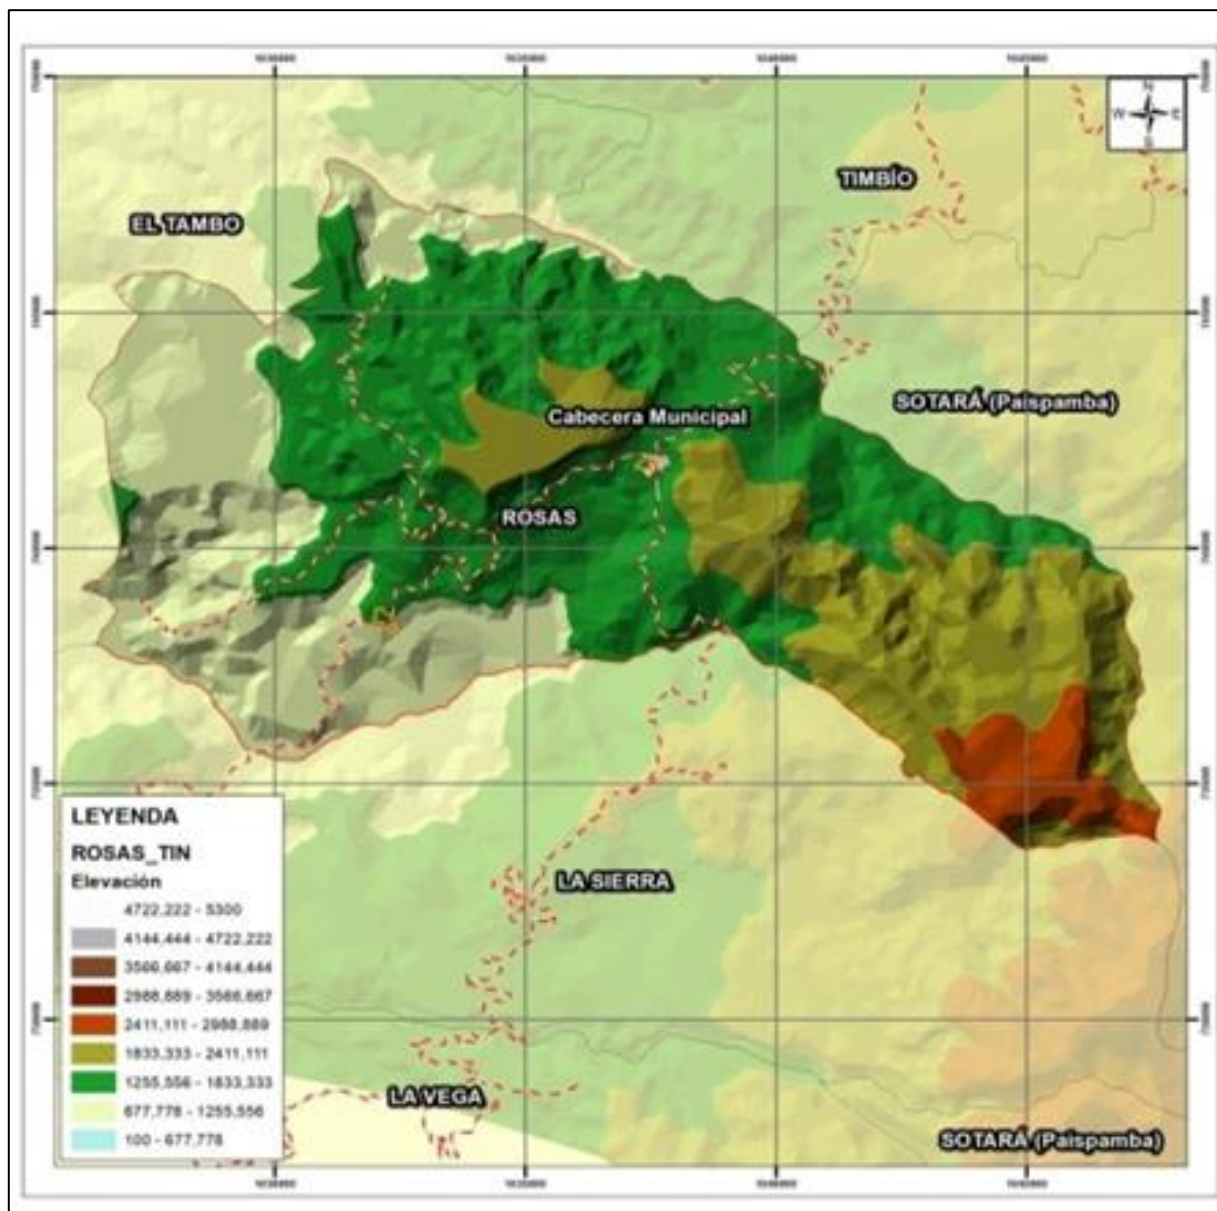 N
W E
S
TIMBÍO
EL TAMBO
SOTARÁ (Paispamba)
Cabecera Municipal
ROSAS
LEYENDA
ROSAS_TIN
Elevación
4722,222 - 5300
4144,444 - 4722,222
3566,667 - 4144,444
2988,889 - 3566,667
2411,111 - 2988,889
1833,333 - 2411,111
1255,556 - 1833,333
677,778 - 1255,556
100 - 677,778
LA SIERRA
LA VEGA
SOTARÁ (Paispamba)